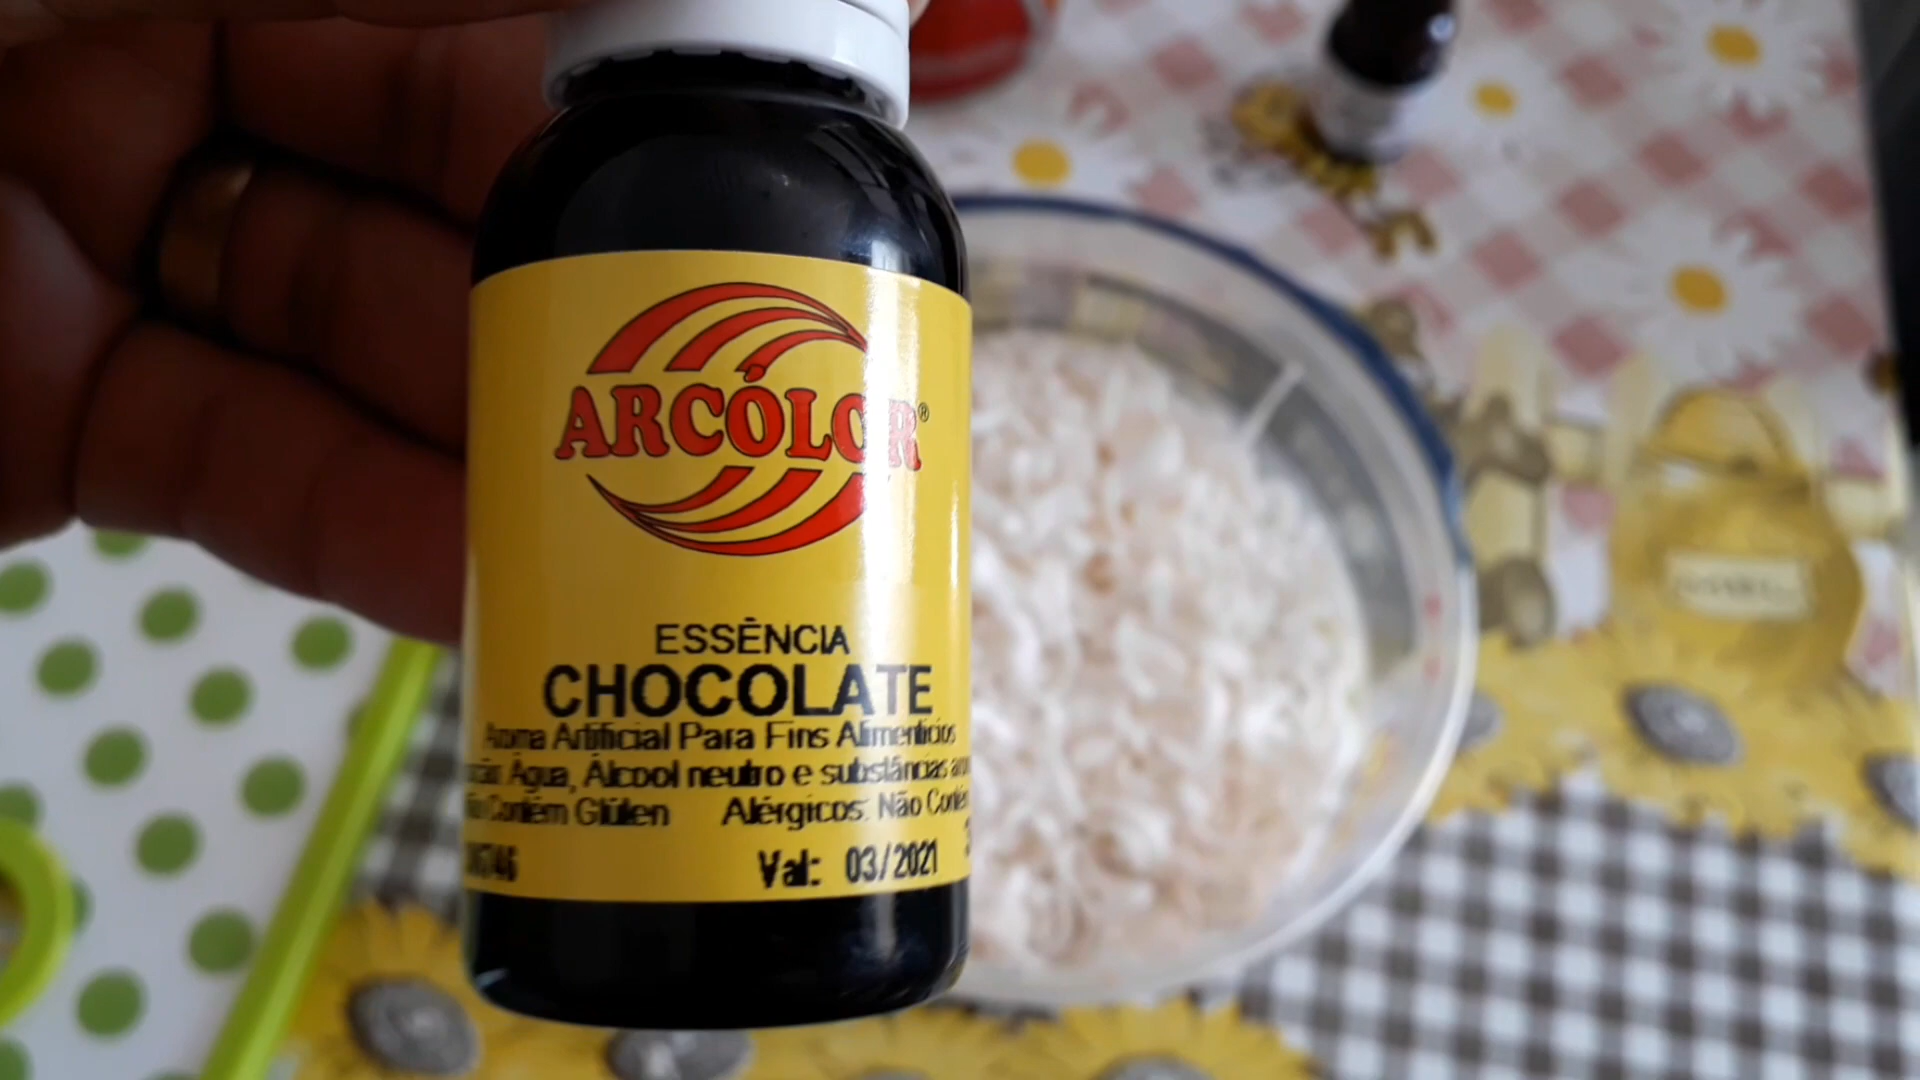 ARCÓLOR®
ESSÊNCIA
CHOCOLATE
Aroma Artificial Para Fins Alimentícios
Água, Álcool neutro e substâncias
Contém Glúten Alérgicos: Não
Val: 03/2021